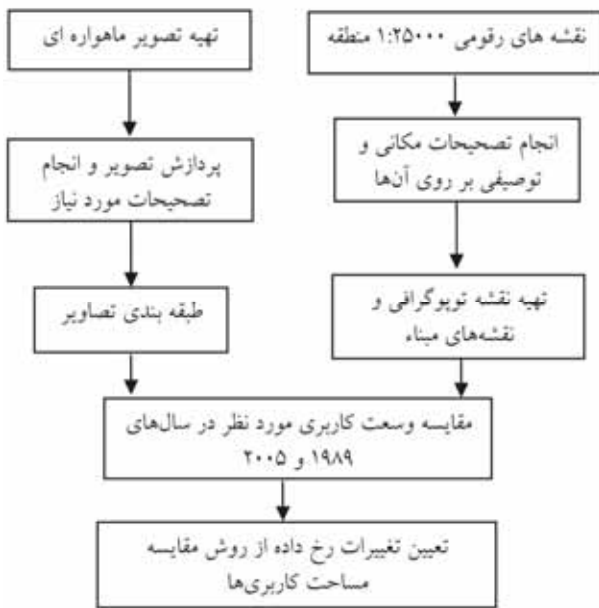 نقشه های رقومی ۱:۲۵۰۰۰ منطقه
انجام تصحیحات مکانی و
توصیفی بر روی آن‌ها
تهیه نقشه توپوگرافی و
نقشه‌های مبناء
تهیه تصویر ماهواره ای
پردازش تصویر و انجام
تصحیحات مورد نیاز
طبقه بندی تصاویر
مقایسه وسعت کاربری مورد نظر در سال‌های
۱۹۸۹ و ۲۰۰۵
تعیین تغییرات رخ داده از روش مقایسه
مساحت کاربری‌ها